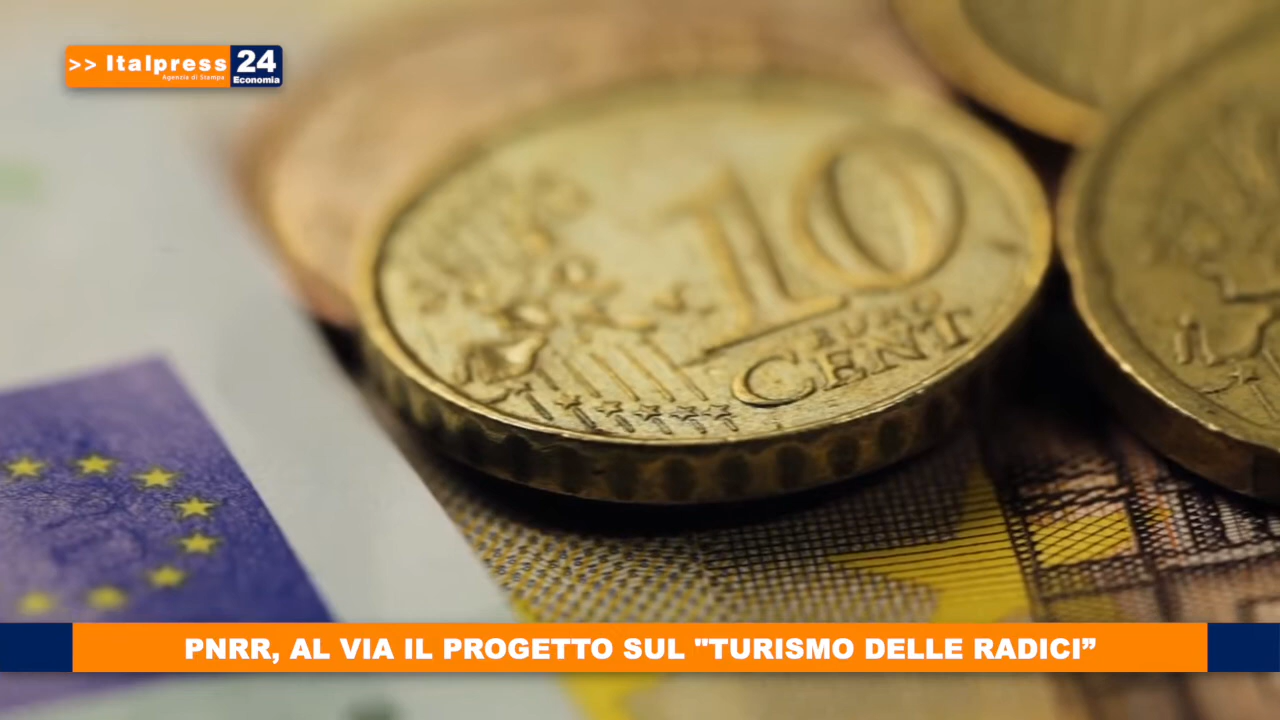 >> Italpress 24
Agenzia di Stampa Economia
10
EURO
CENT
PNRR, AL VIA IL PROGETTO SUL "TURISMO DELLE RADICI”